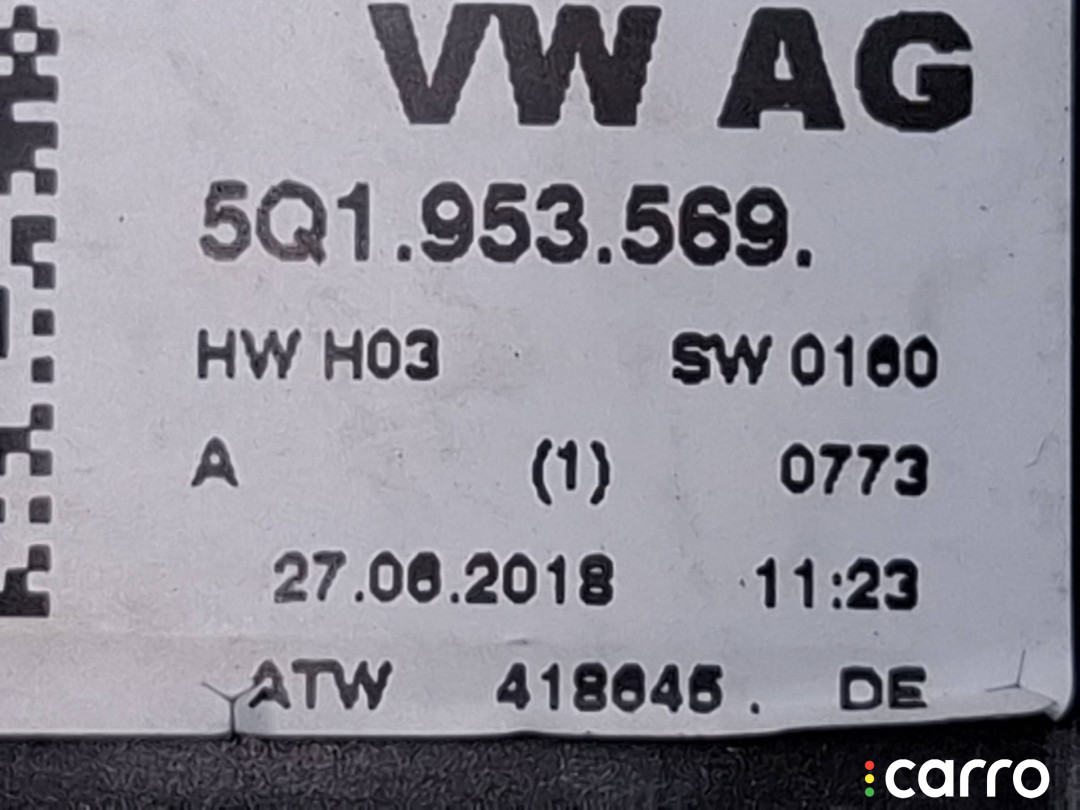 VW AG
5Q1.953.569.
HW H03 SW 0160
A (1) 0773
27.06.2018 11:23
ATW 418645. DE
carro